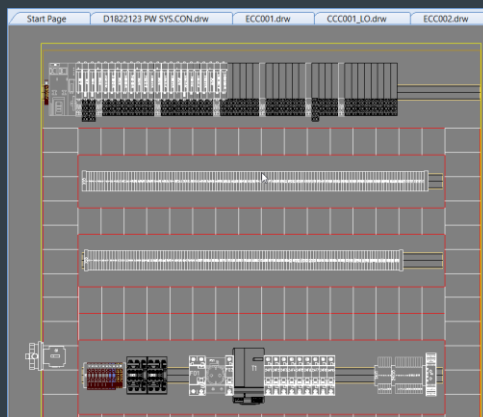 Start Page
D1822123 PW SYS.CON.drw
ECC001.drw
CCC001_LO.drw
ECC002.drw